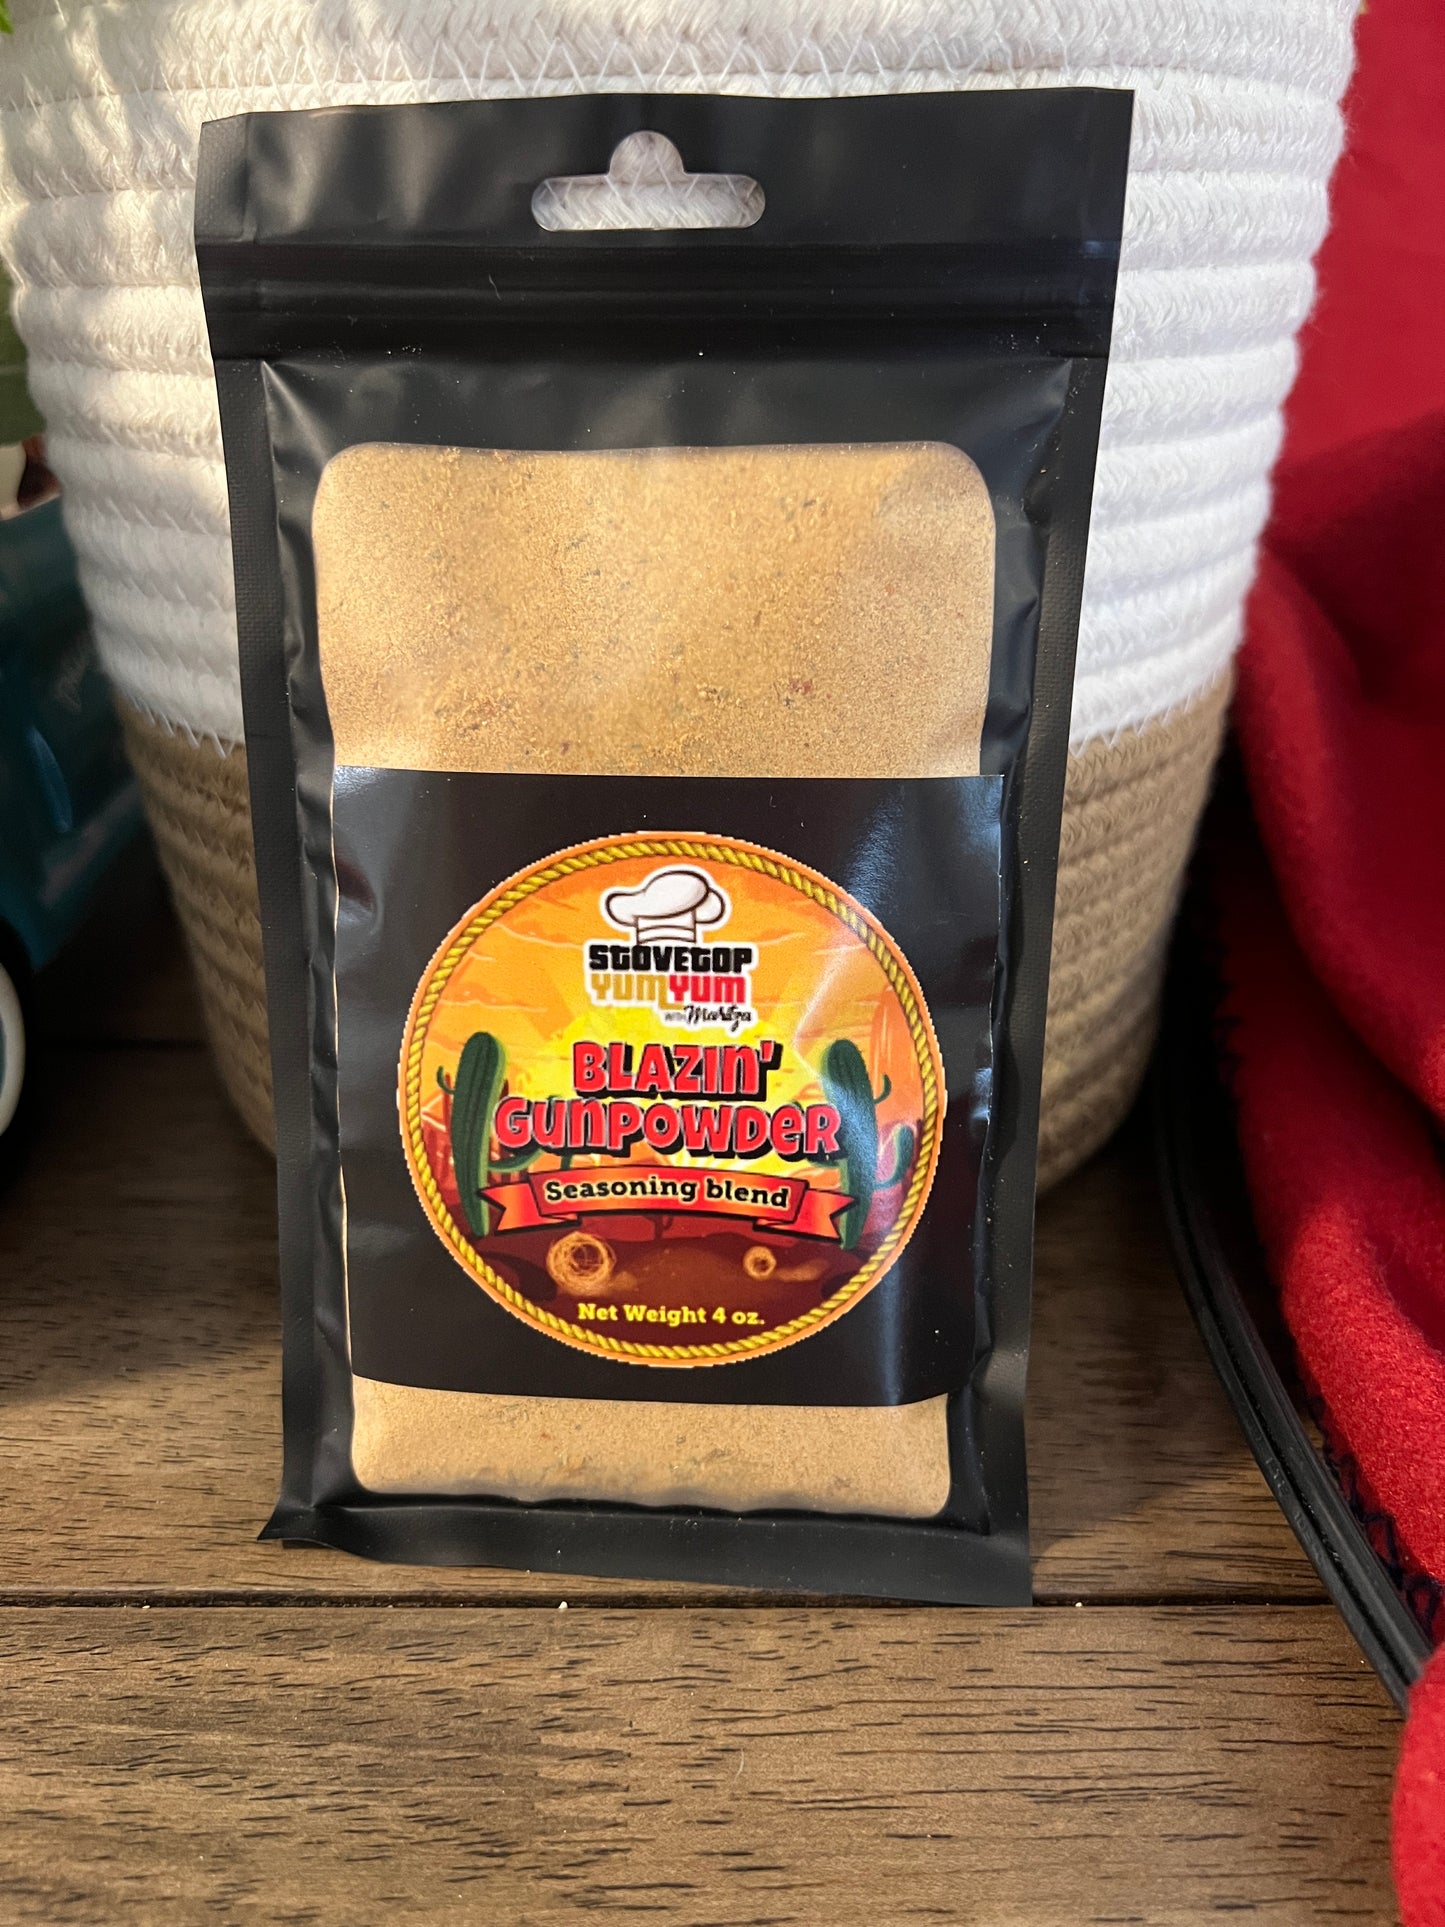 STOVETOP
YUM YUM
WITH Maritza
BLAZIN'
GUNPOWDER
Seasoning blend
Net Weight 4 oz.